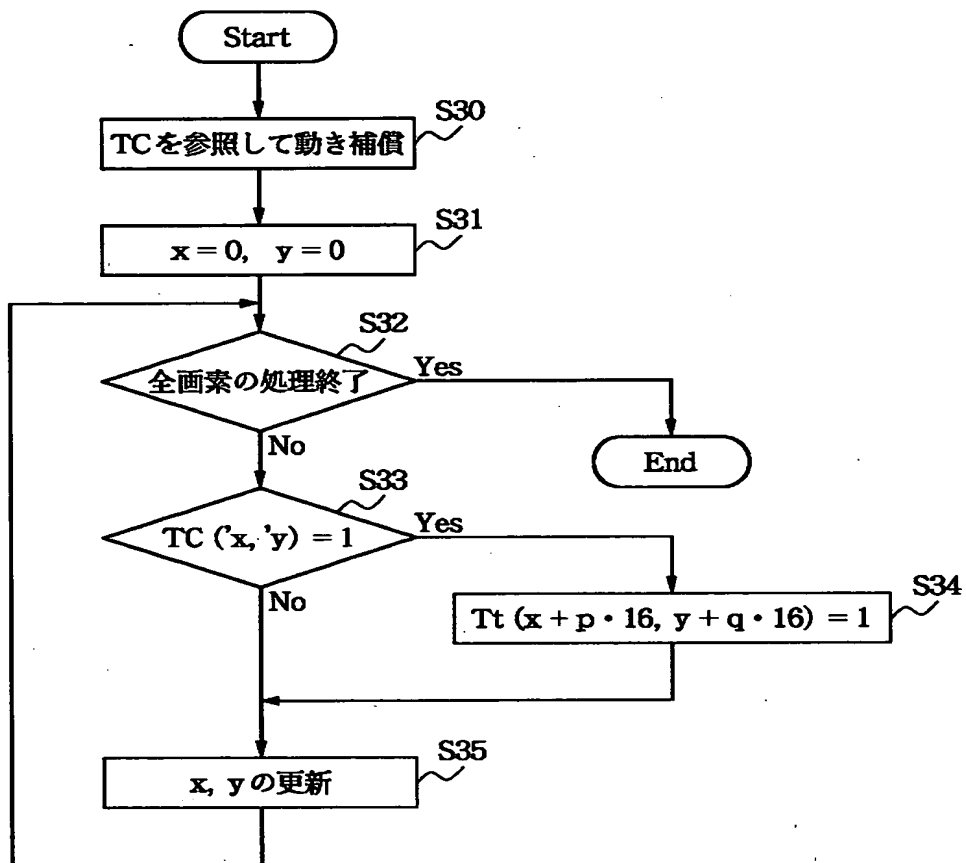 Start
S30
TCを参照して動き補償
S31
x = 0, y = 0
S32
全画素の処理終了
Yes
No
End
S33
TC ('x, 'y) = 1
Yes
No
S34
Tt (x + p・16, y + q・16) = 1
S35
x, yの更新